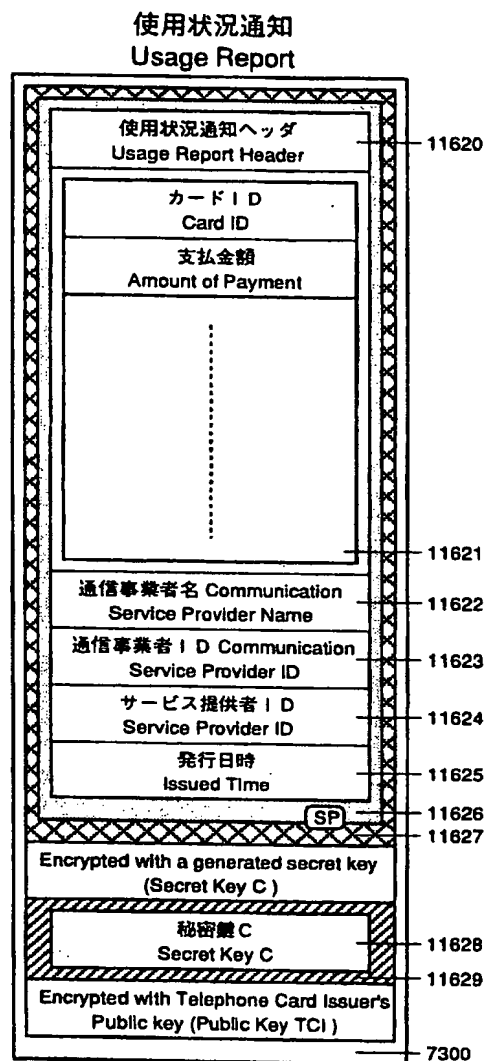 使用状況通知
Usage Report
使用状況通知ヘッダ
Usage Report Header
11620
カードID
Card ID
支払金額
Amount of Payment
11621
通信事業者名 Communication
Service Provider Name
11622
通信事業者ID Communication
Service Provider ID
11623
サービス提供者ID
Service Provider ID
11624
発行日時
Issued Time
11625
SP
11626
11627
Encrypted with a generated secret key
(Secret Key C )
秘密鍵C
Secret Key C
11628
11629
Encrypted with Telephone Card Issuer's
Public key (Public Key TCI )
7300